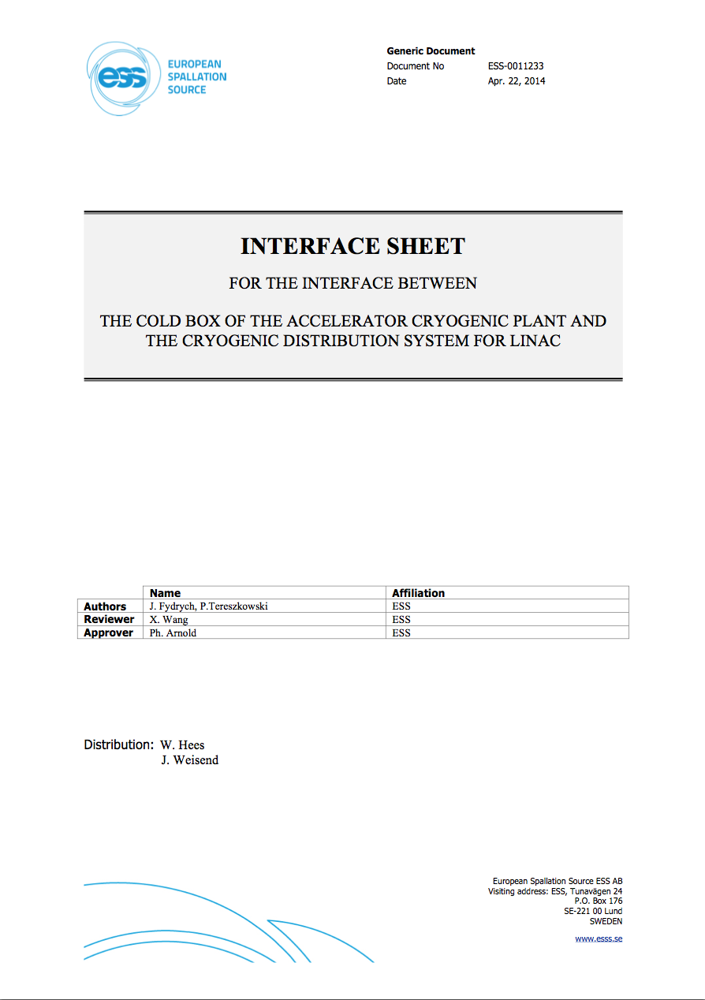 ess
EUROPEAN
SPALLATION
SOURCE
Generic Document
Document No ESS-0011233
Date Apr. 22, 2014
INTERFACE SHEET
FOR THE INTERFACE BETWEEN
THE COLD BOX OF THE ACCELERATOR CRYOGENIC PLANT AND
THE CRYOGENIC DISTRIBUTION SYSTEM FOR LINAC
Name Affiliation
Authors J. Fydrych, P.Tereszkowski ESS
Reviewer X. Wang ESS
Approver Ph. Arnold ESS
Distribution: W. Hees
J. Weisend
European Spallation Source ESS AB
Visiting address: ESS, Tunavägen 24
P.O. Box 176
SE-221 00 Lund
SWEDEN
www.esss.se